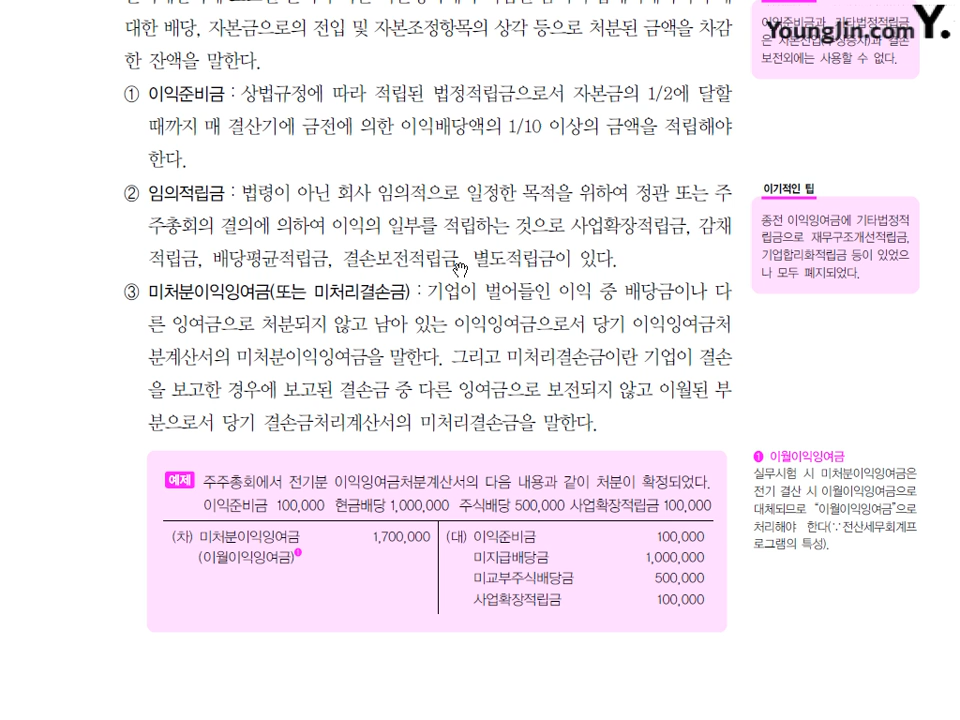 대한 배당, 자본금으로의 전입 및 자본조정항목의 상각 등으로 처분된 금액을 차감
한 잔액을 말한다.
① 이익준비금 : 상법규정에 따라 적립된 법정적립금으로서 자본금의 1/2에 달할
때까지 매 결산기에 금전에 의한 이익배당액의 1/10 이상의 금액을 적립해야
한다.
② 임의적립금 : 법령이 아닌 회사 임의적으로 일정한 목적을 위하여 정관 또는 주
주총회의 결의에 의하여 이익의 일부를 적립하는 것으로 사업확장적립금, 감채
적립금, 배당평균적립금, 결손보전적립금, 별도적립금이 있다.
③ 미처분이익잉여금(또는 미처리결손금) : 기업이 벌어들인 이익 중 배당금이나 다
른 잉여금으로 처분되지 않고 남아 있는 이익잉여금으로서 당기 이익잉여금처
분계산서의 미처분이익잉여금을 말한다. 그리고 미처리결손금이란 기업이 결손
을 보고한 경우에 보고된 결손금 중 다른 잉여금으로 보전되지 않고 이월된 부
분으로서 당기 결손금처리계산서의 미처리결손금을 말한다.
예제 주주총회에서 전기분 이익잉여금처분계산서의 다음 내용과 같이 처분이 확정되었다.
이익준비금 100,000 현금배당 1,000,000 주식배당 500,000 사업확장적립금 100,000
(차) 미처분이익잉여금 1,700,000 (대) 이익준비금 100,000
(이월이익잉여금)❶ 미지급배당금 1,000,000
미교부주식배당금 500,000
사업확장적립금 100,000
이익준비금과 기타법정적립금
YoungJin.com Y.
은 자본전입(무상증자)과 결손
보전외에는 사용할 수 없다.
이기적인 팁
종전 이익잉여금에 기타법정적
립금으로 재무구조개선적립금,
기업합리화적립금 등이 있었으
나 모두 폐지되었다.
❶ 이월이익잉여금
실무시험 시 미처분이익잉여금은
전기 결산 시 이월이익잉여금으로
대체되므로 “이월이익잉여금”으로
처리해야 한다(∵전산세무회계프
로그램의 특성).